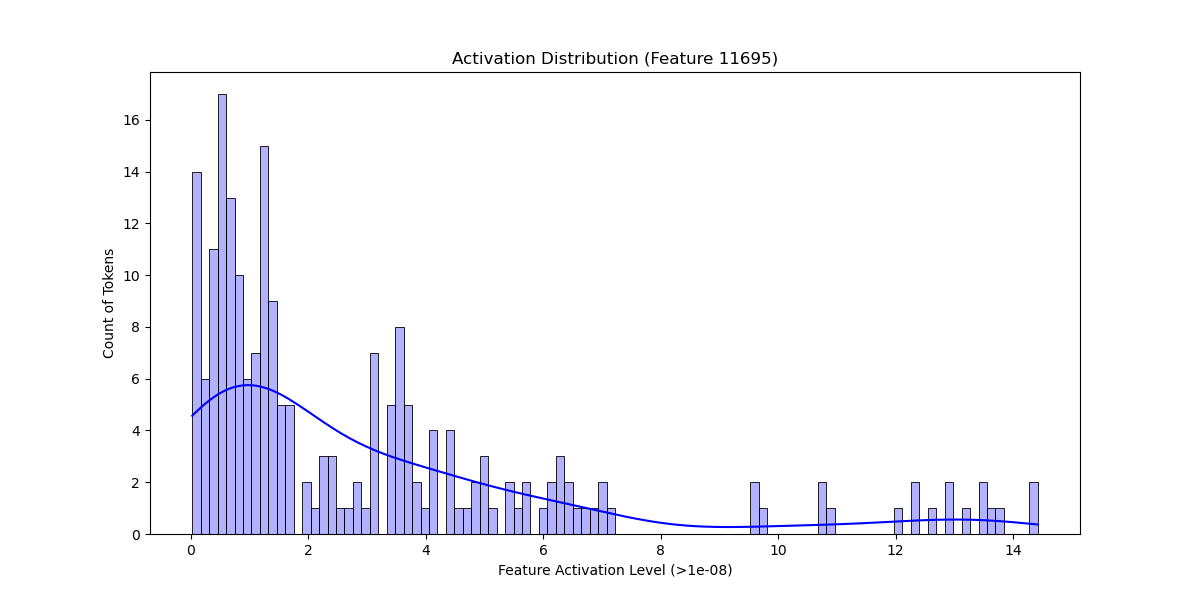 Activation Distribution (Feature 11695)
16
14
12
10
8
6
4
2
0
Count of Tokens
0 2 4 6 8 10 12 14
Feature Activation Level (>1e-08)